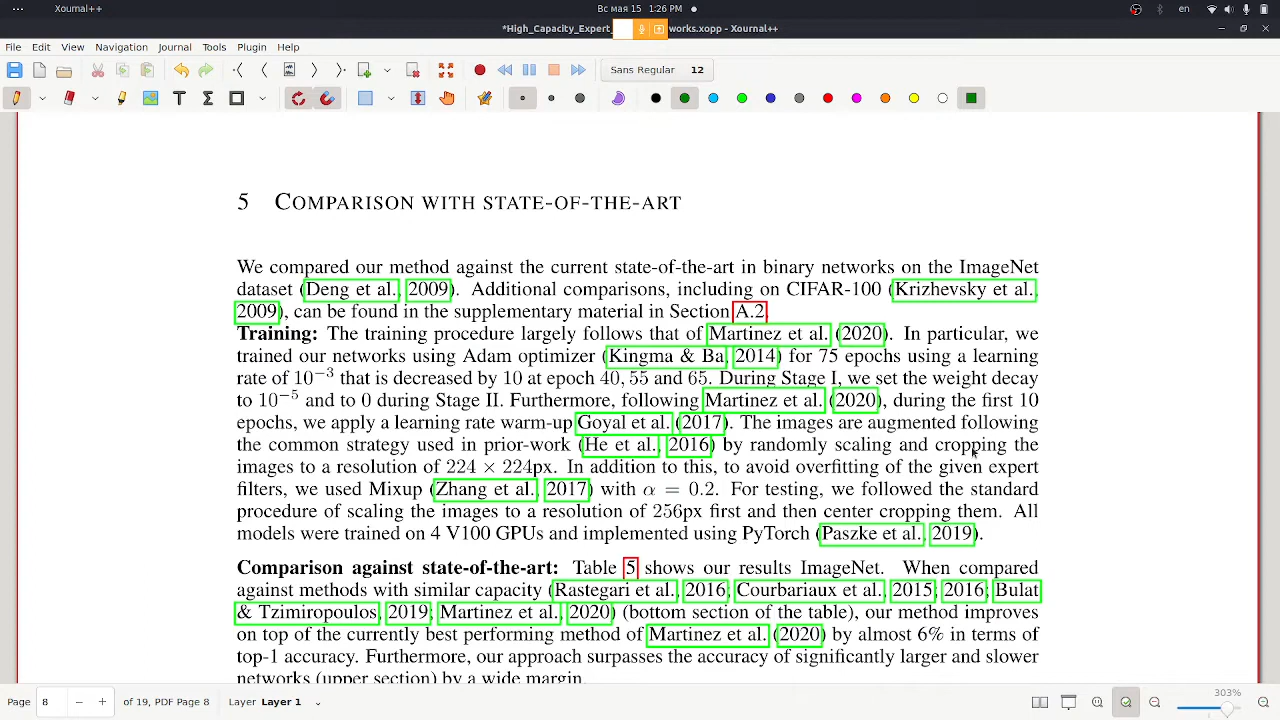 Xournal++
Вс мая 15 1:26 PM
en
*High_Capacity_Expert_ works.xopp - Xournal++
File Edit View Navigation Journal Tools Plugin Help
Sans Regular 12
5 COMPARISON WITH STATE-OF-THE-ART
We compared our method against the current state-of-the-art in binary networks on the ImageNet
dataset (Deng et al., 2009). Additional comparisons, including on CIFAR-100 (Krizhevsky et al.,
2009), can be found in the supplementary material in Section A.2.
Training: The training procedure largely follows that of Martinez et al. (2020). In particular, we
trained our networks using Adam optimizer (Kingma & Ba, 2014) for 75 epochs using a learning
rate of 10⁻³ that is decreased by 10 at epoch 40, 55 and 65. During Stage I, we set the weight decay
to 10⁻⁵ and to 0 during Stage II. Furthermore, following Martinez et al. (2020), during the first 10
epochs, we apply a learning rate warm-up Goyal et al. (2017). The images are augmented following
the common strategy used in prior-work (He et al., 2016) by randomly scaling and cropping the
images to a resolution of 224 × 224px. In addition to this, to avoid overfitting of the given expert
filters, we used Mixup (Zhang et al., 2017) with α = 0.2. For testing, we followed the standard
procedure of scaling the images to a resolution of 256px first and then center cropping them. All
models were trained on 4 V100 GPUs and implemented using PyTorch (Paszke et al., 2019).
Comparison against state-of-the-art: Table 5 shows our results ImageNet. When compared
against methods with similar capacity (Rastegari et al., 2016; Courbariaux et al., 2015; 2016; Bulat
& Tzimiropoulos, 2019; Martinez et al., 2020) (bottom section of the table), our method improves
on top of the currently best performing method of Martinez et al. (2020) by almost 6% in terms of
top-1 accuracy. Furthermore, our approach surpasses the accuracy of significantly larger and slower
networks (upper section) by a wide margin.
Page 8 of 19, PDF Page 8 Layer Layer 1 303%